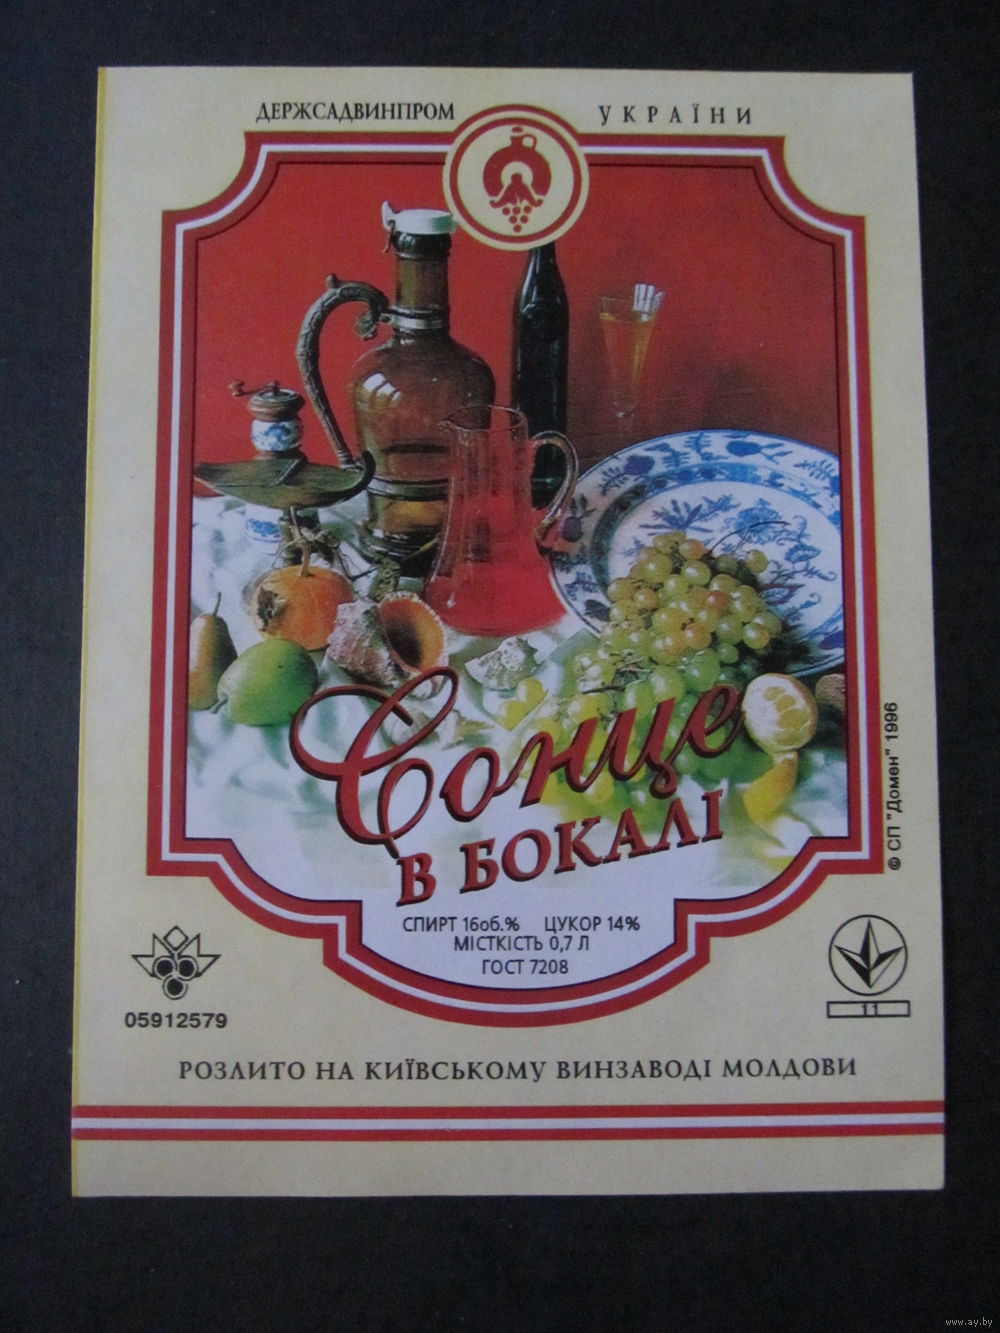 ДЕРЖСАДВИНПРОМ УКРАЇНИ
Сонце
В БОКАЛІ
СПИРТ 16об.% ЦУКОР 14%
МІСТКІСТЬ 0,7 Л
ГОСТ 7208
© СП "Домен" 1996
05912579
11
РОЗЛИТО НА КИЇВСЬКОМУ ВИНЗАВОДІ МОЛДОВИ
www.ay.by